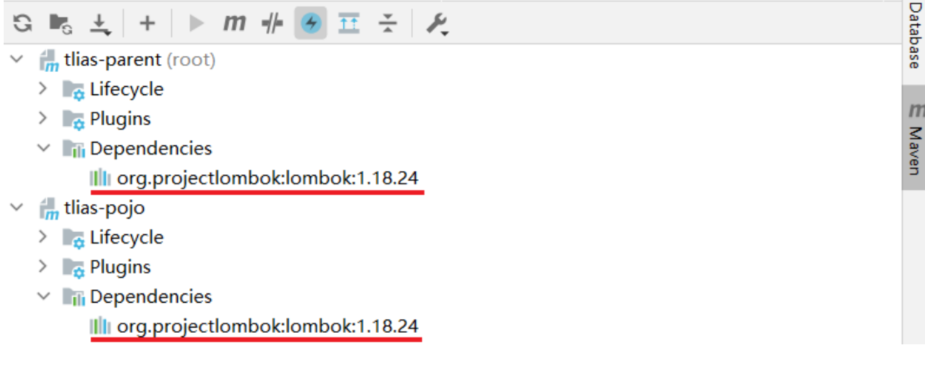 tlias-parent (root)
Lifecycle
Plugins
Dependencies
org.projectlombok:lombok:1.18.24
tlias-pojo
Lifecycle
Plugins
Dependencies
org.projectlombok:lombok:1.18.24
Database
m Maven